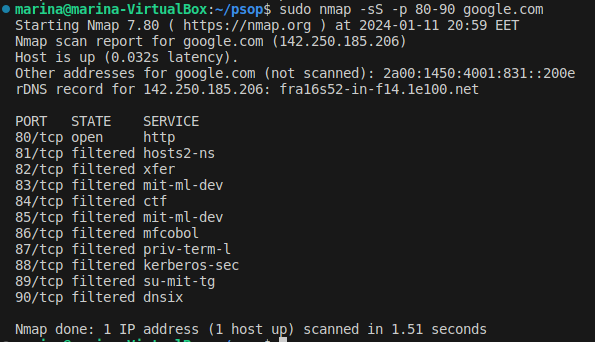 marina@marina-VirtualBox:~/psop$ sudo nmap -sS -p 80-90 google.com
Starting Nmap 7.80 ( https://nmap.org ) at 2024-01-11 20:59 EET
Nmap scan report for google.com (142.250.185.206)
Host is up (0.032s latency).
Other addresses for google.com (not scanned): 2a00:1450:4001:831::200e
rDNS record for 142.250.185.206: fra16s52-in-f14.1e100.net

PORT   STATE    SERVICE
80/tcp open     http
81/tcp filtered hosts2-ns
82/tcp filtered xfer
83/tcp filtered mit-ml-dev
84/tcp filtered ctf
85/tcp filtered mit-ml-dev
86/tcp filtered mfcobol
87/tcp filtered priv-term-l
88/tcp filtered kerberos-sec
89/tcp filtered su-mit-tg
90/tcp filtered dnsix

Nmap done: 1 IP address (1 host up) scanned in 1.51 seconds
marina@marina-VirtualBox:~/psop$